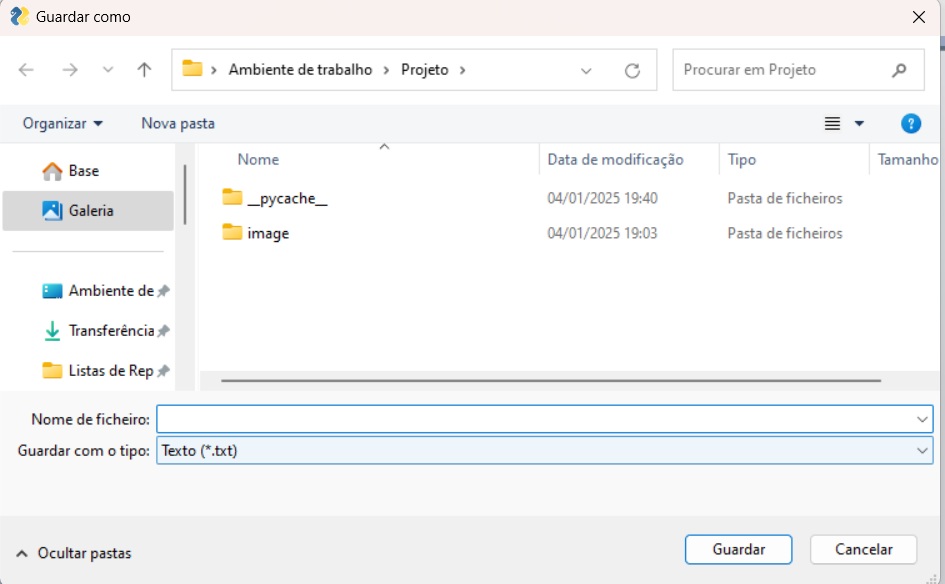 Guardar como
Ambiente de trabalho > Projeto >
Procurar em Projeto
Organizar
Nova pasta
?
Nome
Data de modificação
Tipo
Tamanho
Base
Galeria
__pycache__
04/01/2025 19:40
Pasta de ficheiros
image
04/01/2025 19:03
Pasta de ficheiros
Ambiente de
Transferência
Listas de Rep
Nome de ficheiro:
Guardar com o tipo:
Texto (*.txt)
Ocultar pastas
Guardar
Cancelar